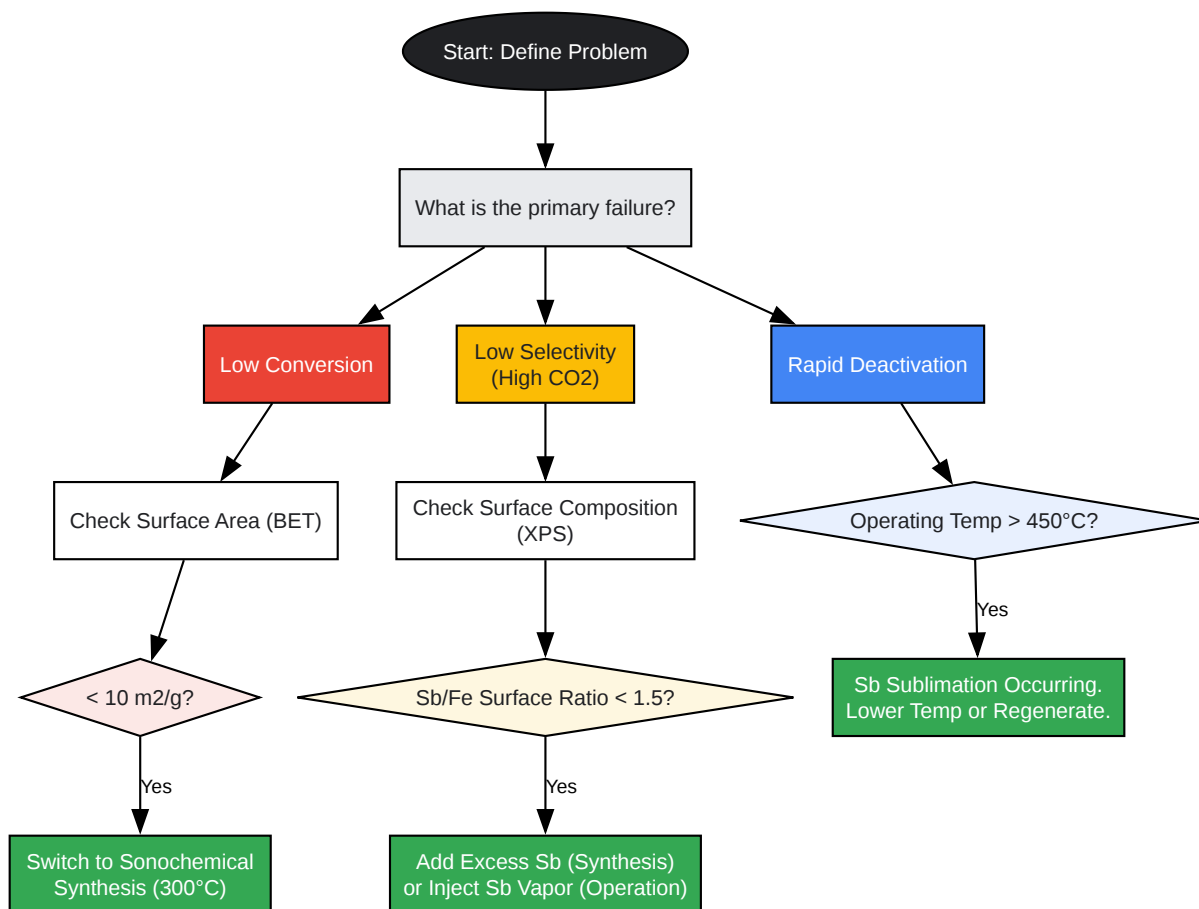 Start: Define Problem
What is the primary failure?
Low Conversion
Low Selectivity
(High CO2)
Rapid Deactivation
Check Surface Area (BET)
Check Surface Composition
(XPS)
Operating Temp > 450°C?
Yes
< 10 m2/g?
Sb/Fe Surface Ratio < 1.5?
Sb Sublimation Occurring.
Lower Temp or Regenerate.
Yes
Yes
Switch to Sonochemical
Synthesis (300°C)
Add Excess Sb (Synthesis)
or Inject Sb Vapor (Operation)